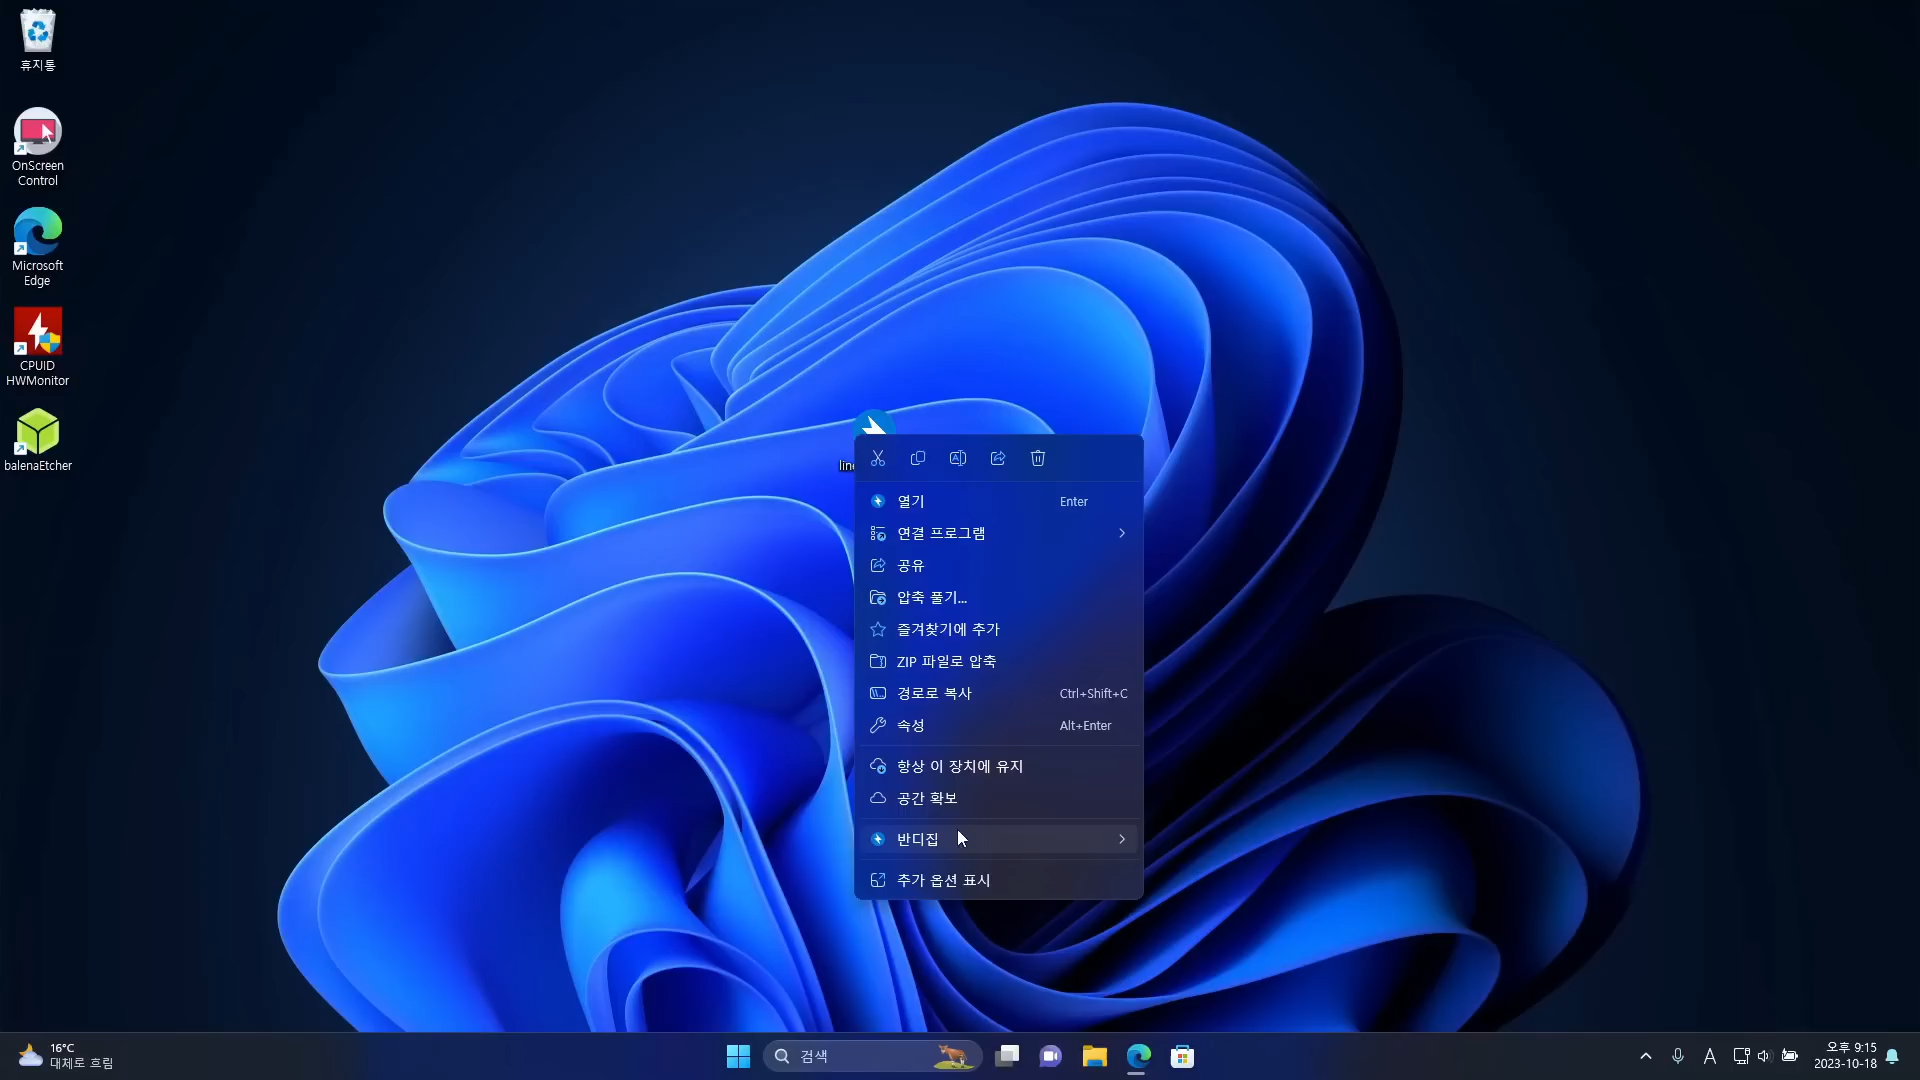 휴지통
OnScreen
Control
Microsoft
Edge
CPUID
HWMonitor
balenaEtcher
열기 Enter
연결 프로그램
공유
압축 풀기...
즐겨찾기에 추가
ZIP 파일로 압축
경로로 복사 Ctrl+Shift+C
속성 Alt+Enter
항상 이 장치에 유지
공간 확보
반디집
추가 옵션 표시
16°C
대체로 흐림
검색
A
오후 9:15
2023-10-18